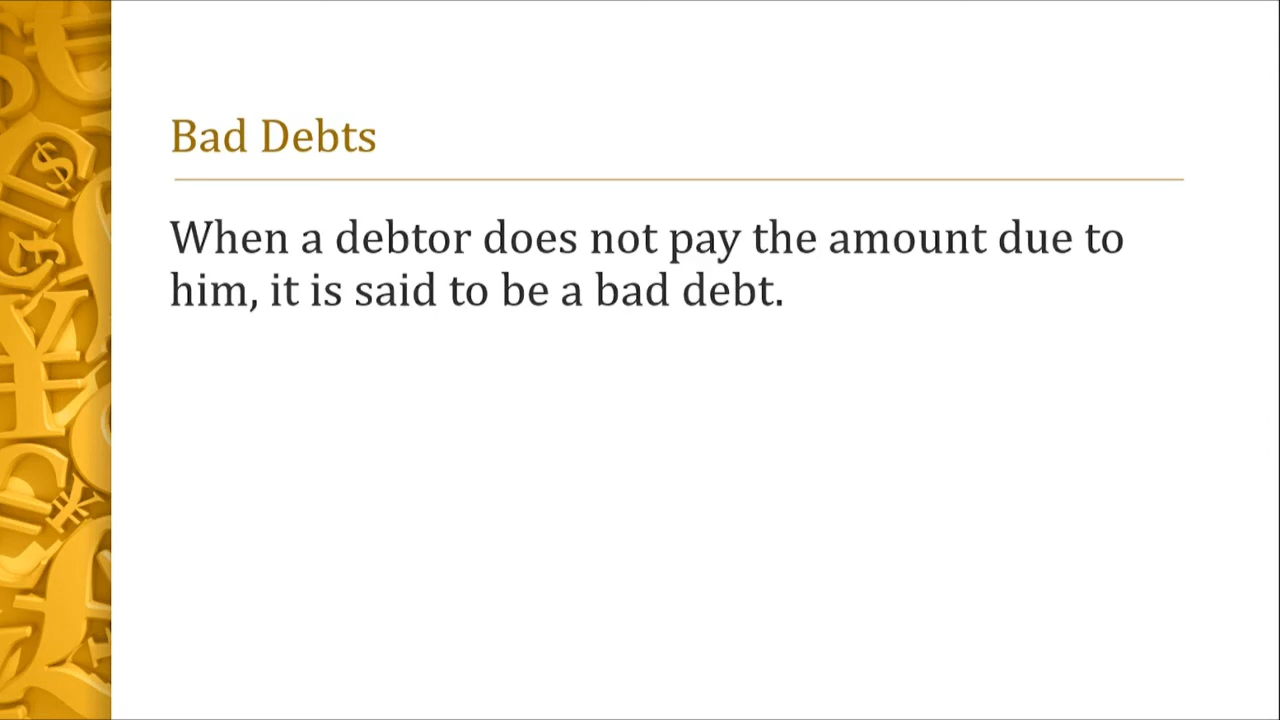 Bad Debts
When a debtor does not pay the amount due to
him, it is said to be a bad debt.